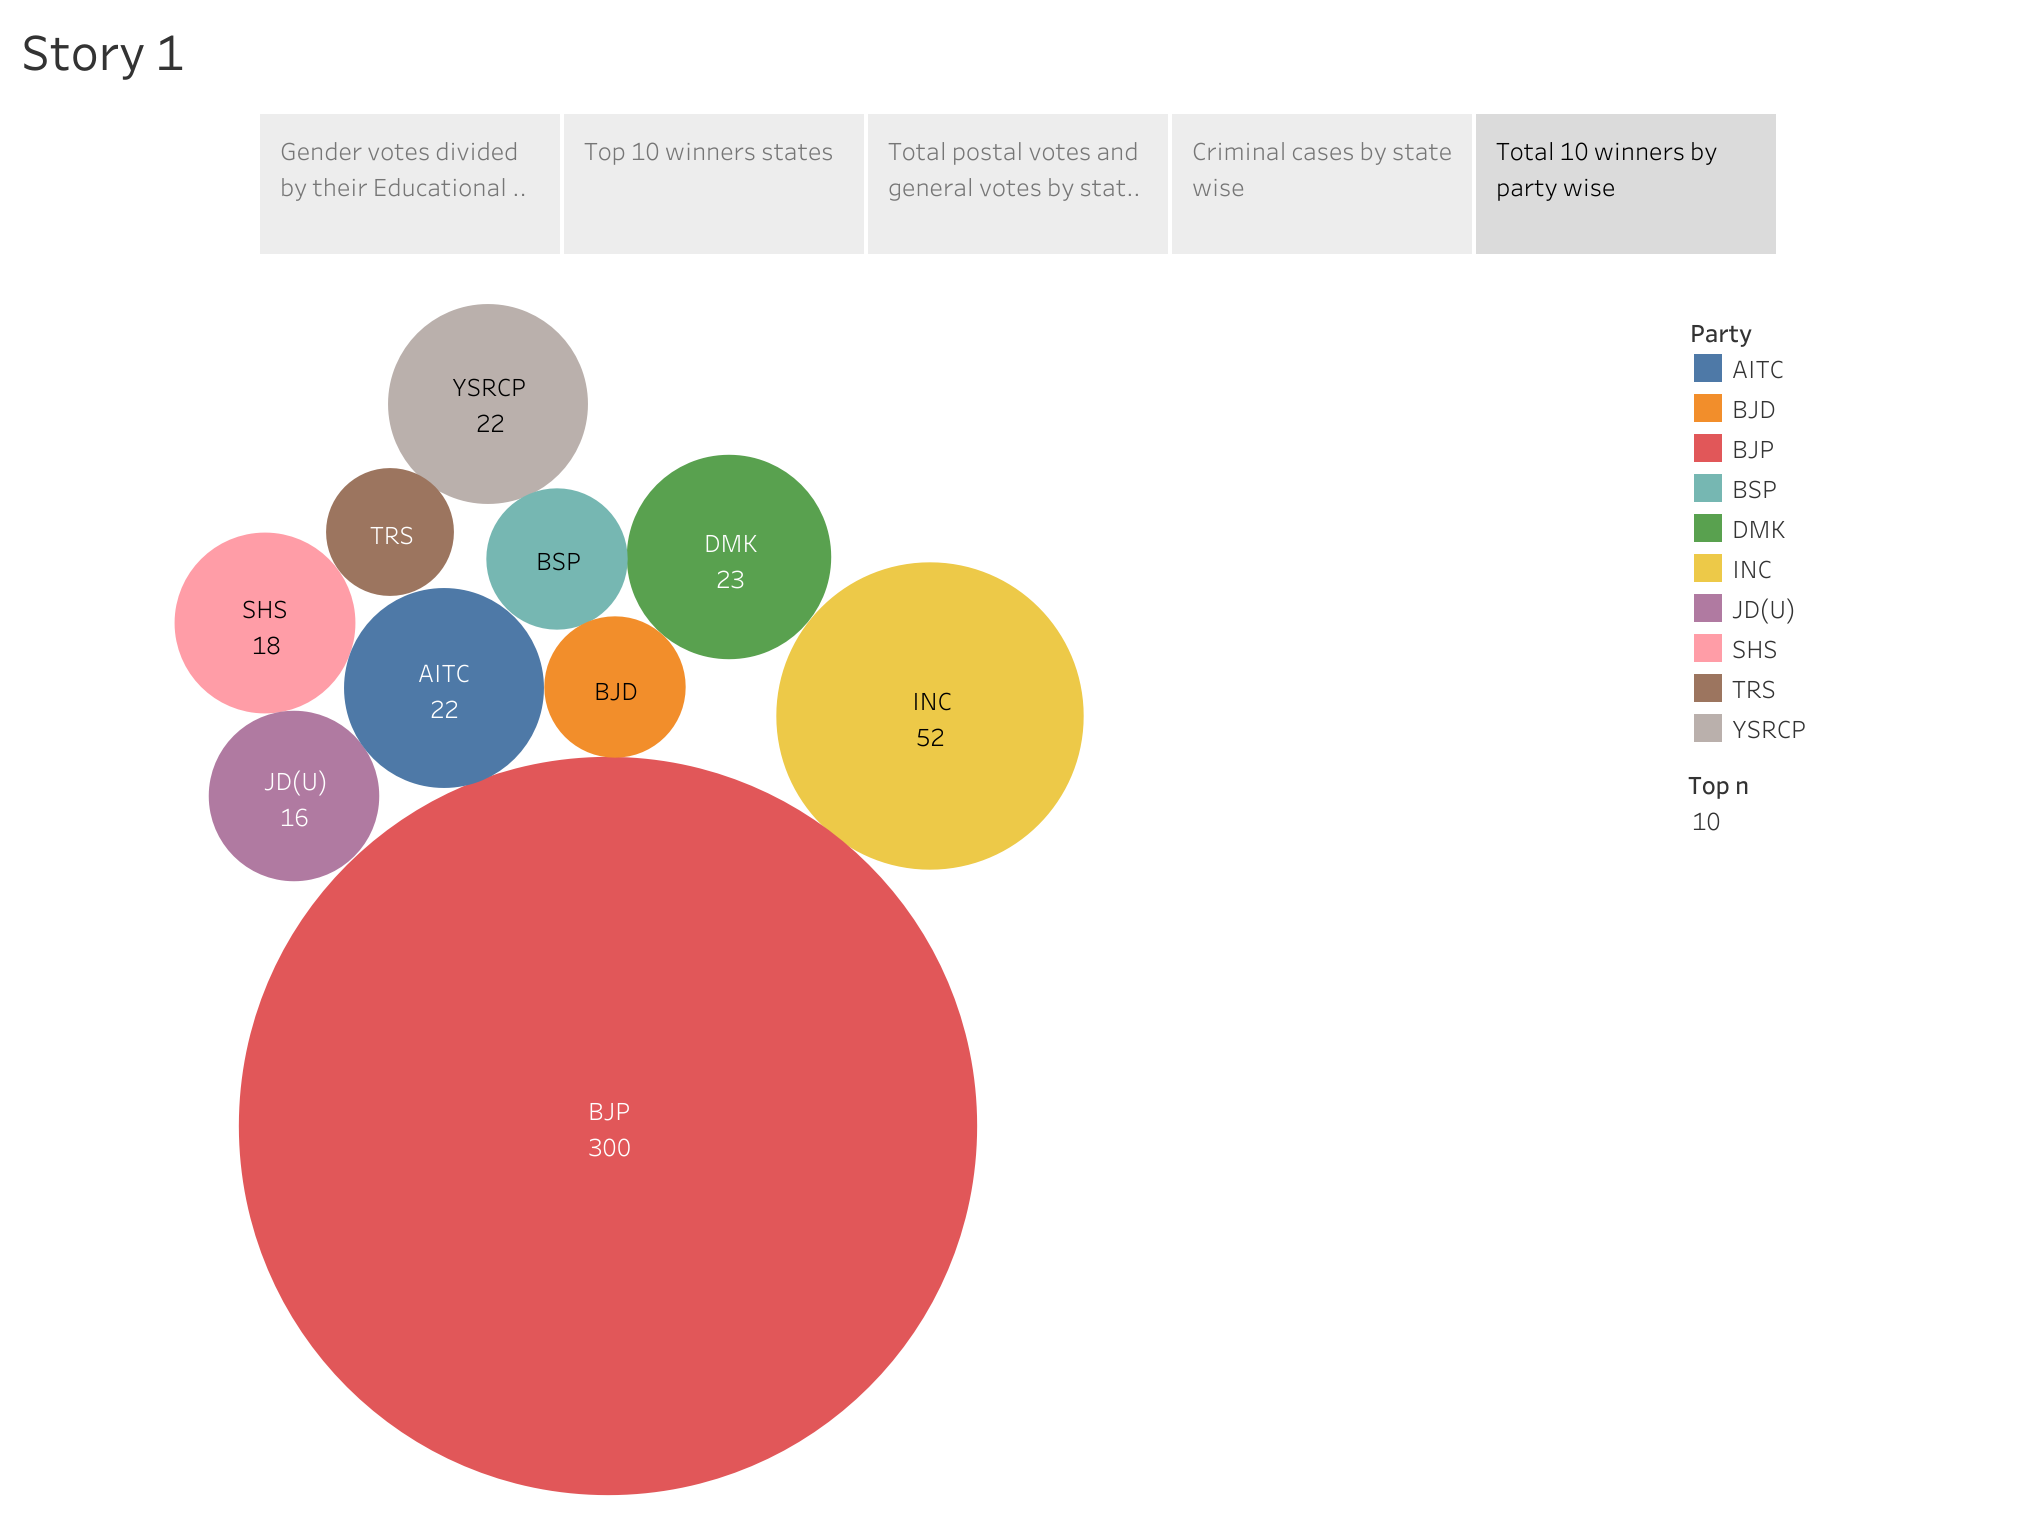 Story 1
Gender votes divided
by their Educational ..
Top 10 winners states
Total postal votes and
general votes by stat..
Criminal cases by state
wise
Total 10 winners by
party wise
YSRCP
22
TRS
BSP
DMK
23
SHS
18
AITC
22
BJD
INC
52
JD(U)
16
BJP
300
Party
AITC
BJD
BJP
BSP
DMK
INC
JD(U)
SHS
TRS
YSRCP
Top n
10